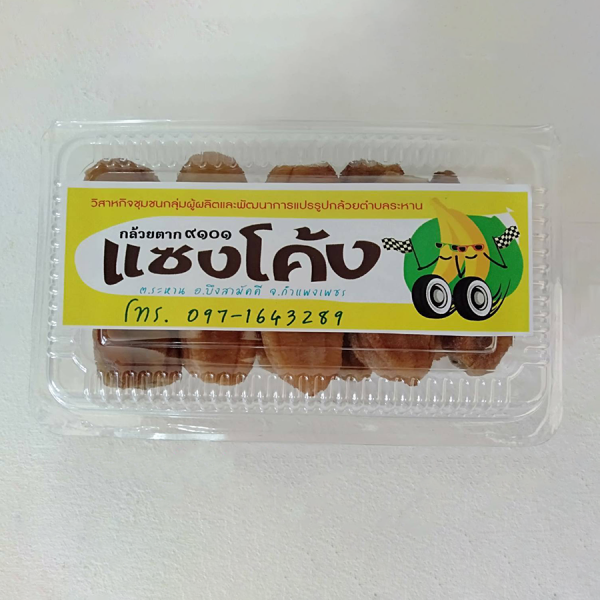 วิสาหกิจชุมชนกลุ่มผู้ผลิตและพัฒนาการแปรรูปกล้วยตำบลระหาน
กล้วยตาก ๙๑๐๑
แซงโค้ง
ต.ระหาน อ.บึงสามัคคี จ.กำแพงเพชร
โทร. 097-1643289